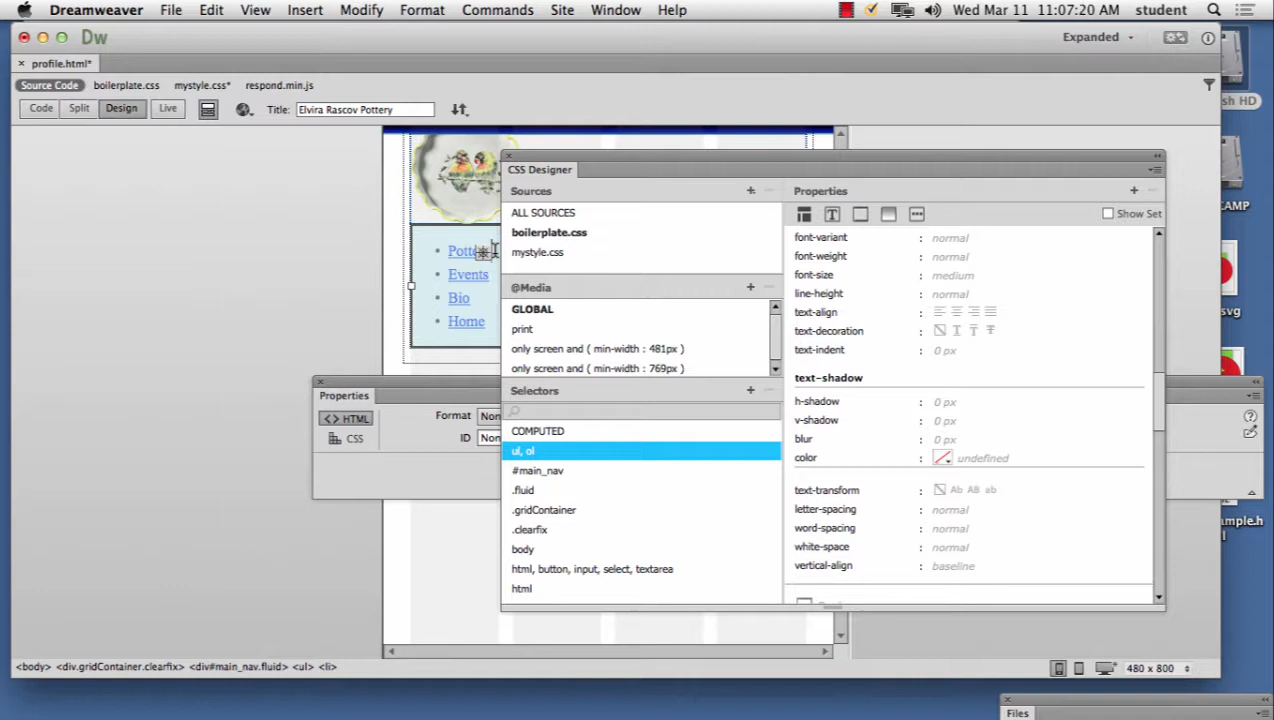 Dreamweaver File Edit View Insert Modify Format Commands Site Window Help Wed Mar 11 11:07:20 AM student
Dw Expanded
profile.html*
Source Code boilerplate.css mystyle.css* respond.min.js
Code Split Design Live Title: Elvira Rascov Pottery
CSS Designer
Sources
ALL SOURCES
boilerplate.css
mystyle.css
@Media
GLOBAL
print
only screen and ( min-width : 481px )
only screen and ( min-width : 769px )
Selectors
COMPUTED
ul, ol
#main_nav
.fluid
.gridContainer
.clearfix
body
html, button, input, select, textarea
html
Properties
Show Set
font-variant : normal
font-weight : normal
font-size : medium
line-height : normal
text-align :
text-decoration :
text-indent : 0 px
text-shadow
h-shadow : 0 px
v-shadow : 0 px
blur : 0 px
color : undefined
text-transform : Ab AB ab
letter-spacing : normal
word-spacing : normal
white-space : normal
vertical-align : baseline
Events
Bio
Home
Properties
<> HTML Format Non
CSS ID Non
<body> <div.gridContainer.clearfix> <div#main_nav.fluid> <ul> <li>
480 x 800
Files